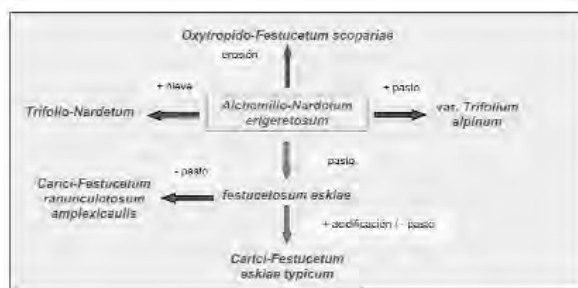 Oxytropido-Festucetum scopariae
erosión
+ nieve
+ pasto
Trifolio-Nardetum
Alchemillo-Nardetum
erigeretosum
var. Trifolium
alpinum
pasto
- pasto
Carici-Festucetum
ranunculetosum
amplexicaulis
festucetosum eskiae
+ acidificación / - pasto
Carici-Festucetum
eskiae typicum